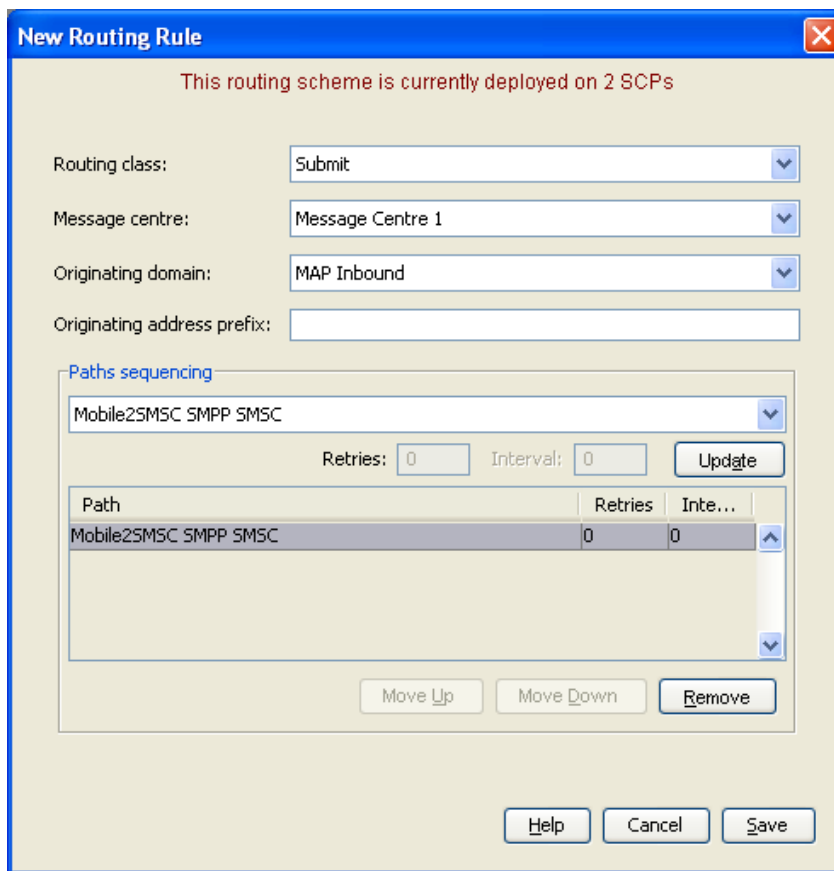 New Routing Rule
This routing scheme is currently deployed on 2 SCPs
Routing class: Submit
Message centre: Message Centre 1
Originating domain: MAP Inbound
Originating address prefix:
Paths sequencing
Mobile2SMSC SMPP SMSC
Retries: 0 Interval: 0 Update
Path Retries Inte...
Mobile2SMSC SMPP SMSC 0 0
Move Up Move Down Remove
Help Cancel Save